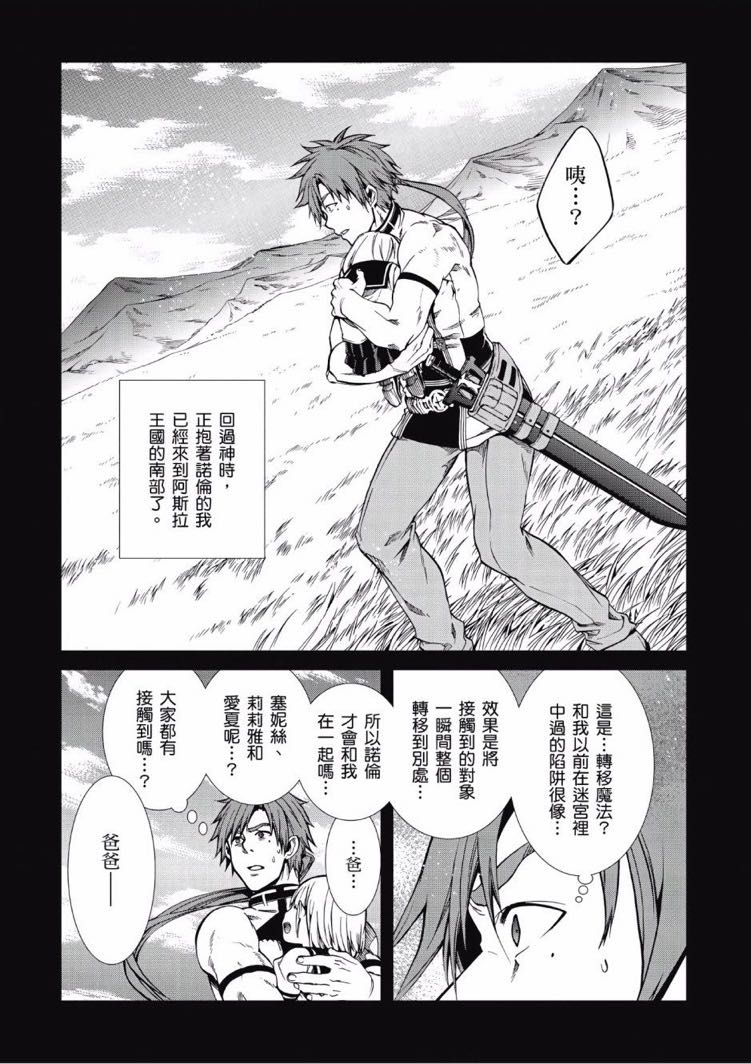 咦…？
回過神時，
正抱著諾倫的我
已經來到阿斯拉
王國的南部了。
這是…轉移魔法？
和我以前在迷宮裡
中過的陷阱很像…
效果是將
接觸到的對象
一瞬間整個
轉移到別處…
所以諾倫
才會和我
在一起嗎…
…爸…
塞妮絲、
莉莉雅和
愛夏呢…？
大家都有
接觸到嗎…？
爸爸——